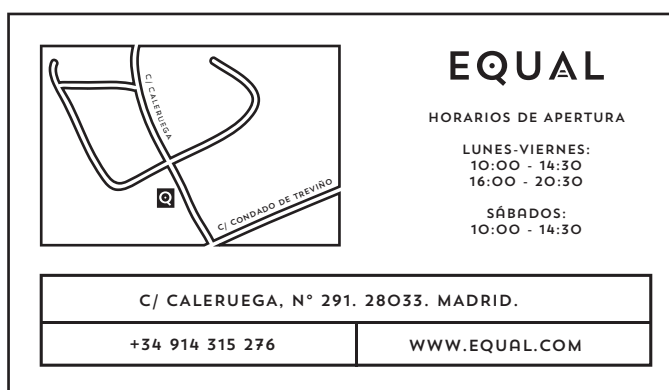 C/ CALERUEGA
C/ CONDADO DE TREVIÑO
EQUAL
HORARIOS DE APERTURA
LUNES-VIERNES:
10:00 - 14:30
16:00 - 20:30
SÁBADOS:
10:00 - 14:30
C/ CALERUEGA, Nº 291. 28033. MADRID.
+34 914 315 276
WWW.EQUAL.COM